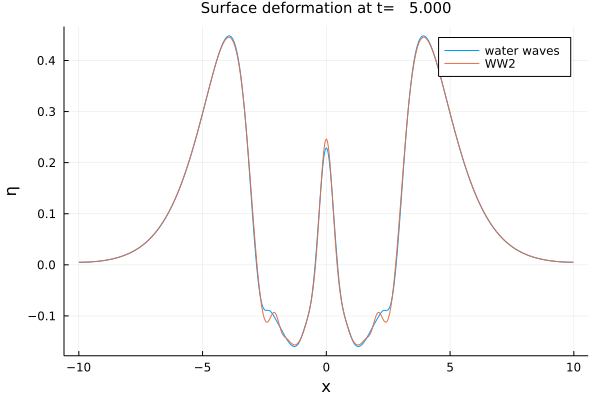 Surface deformation at t= 5.000
water waves
WW2
0.4
0.3
0.2
0.1
0.0
−0.1
η
−10
−5
0
5
10
x